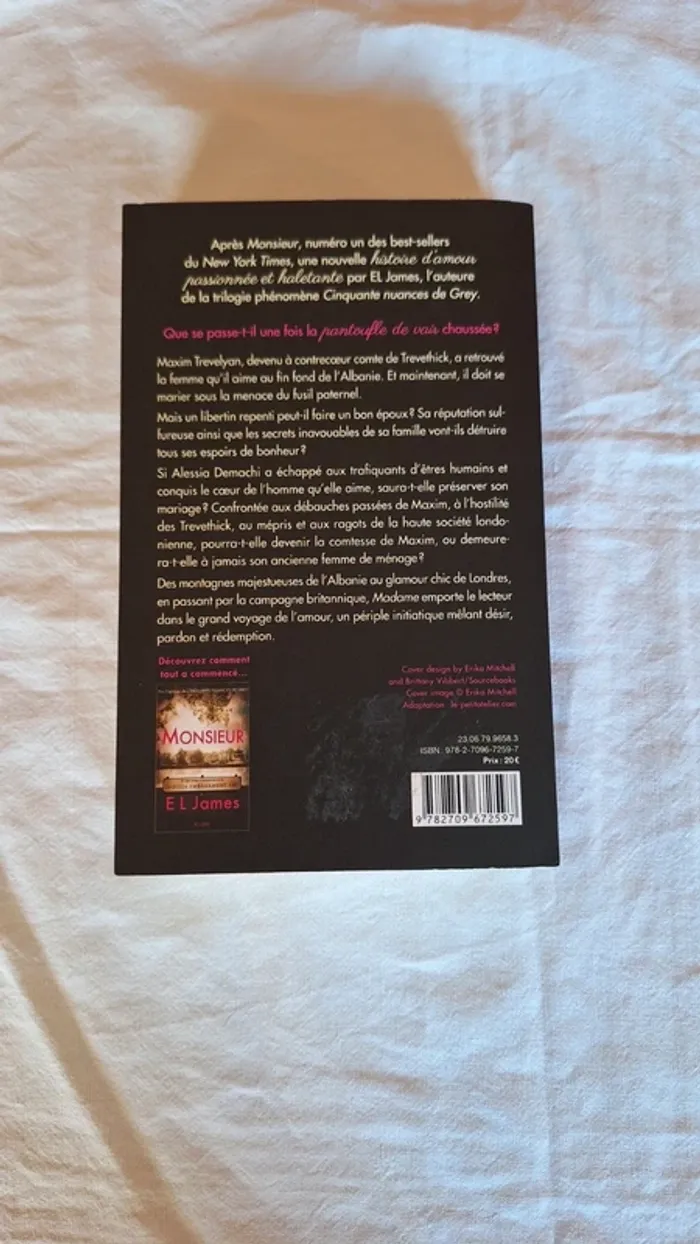 Après Monsieur, numéro un des best-sellers
du New York Times, une nouvelle histoire d'amour
passionnée et haletante par EL James, l'auteure
de la trilogie phénomène Cinquante nuances de Grey.
Que se passe-t-il une fois la pantoufle de vair chaussée ?
Maxim Trevelyan, devenu à contrecœur comte de Trevethick, a retrouvé
la femme qu'il aime au fin fond de l'Albanie. Et maintenant, il doit se
marier sous la menace du fusil paternel.
Mais un libertin repenti peut-il faire un bon époux ? Sa réputation sul-
fureuse ainsi que les secrets inavouables de sa famille vont-ils détruire
tous ses espoirs de bonheur ?
Si Alessia Demachi a échappé aux trafiquants d'êtres humains et
conquis le cœur de l'homme qu'elle aime, saura-t-elle préserver son
mariage ? Confrontée aux débauches passées de Maxim, à l'hostilité
des Trevethick, au mépris et aux ragots de la haute société londo-
nienne, pourra-t-elle devenir la comtesse de Maxim, ou demeure-
ra-t-elle à jamais son ancienne femme de ménage ?
Des montagnes majestueuses de l'Albanie au glamour chic de Londres,
en passant par la campagne britannique, Madame emporte le lecteur
dans le grand voyage de l'amour, un périple initiatique mêlant désir,
pardon et rédemption.
Découvrez comment
tout a commencé...
MONSIEUR
E L James
Cover design by Erika Mitchell
and Brittany Vibbert/Sourcebooks
Cover image © Erika Mitchell
Adaptation : le-petitatelier.com
23.06.79.9658.3
ISBN : 978-2-7096-7259-7
Prix : 20 €
9 782709 672597